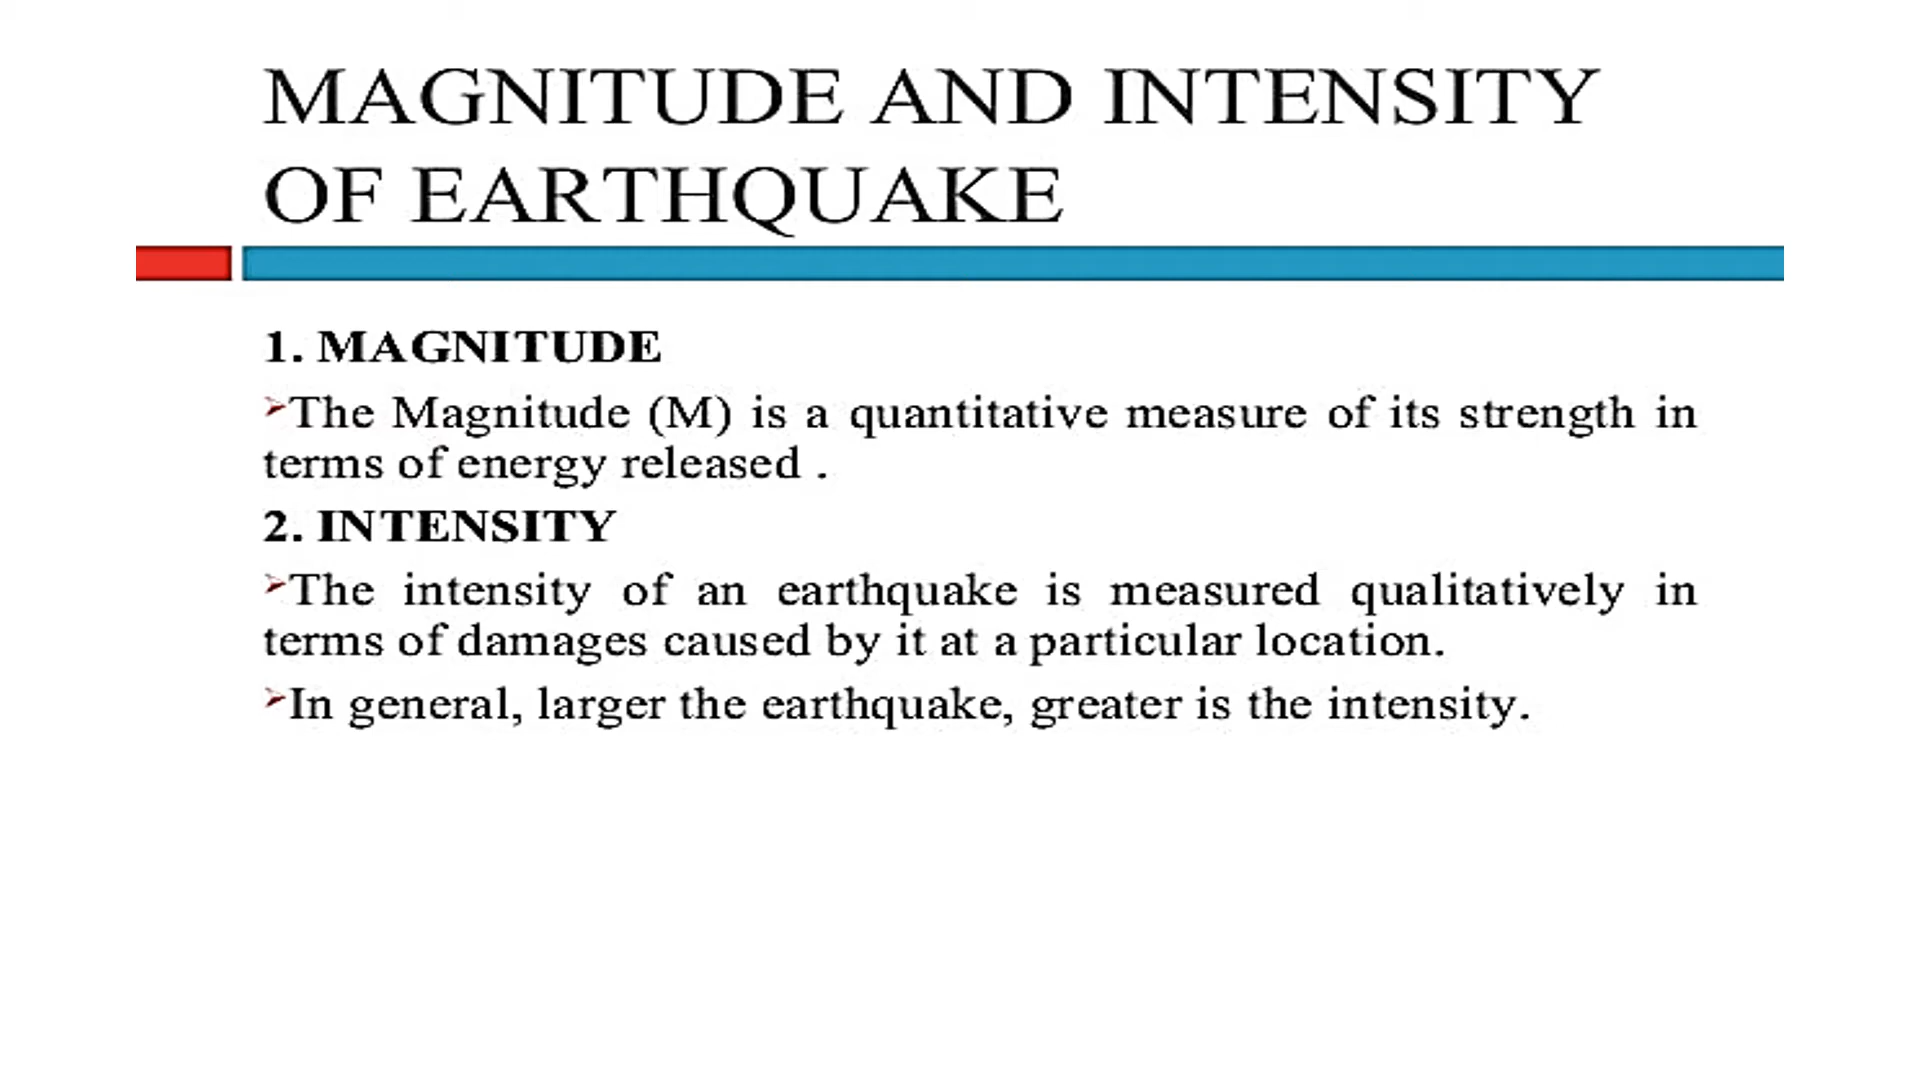 MAGNITUDE AND INTENSITY
OF EARTHQUAKE
1. MAGNITUDE
➢The Magnitude (M) is a quantitative measure of its strength in
terms of energy released .
2. INTENSITY
➢The intensity of an earthquake is measured qualitatively in
terms of damages caused by it at a particular location.
➢In general, larger the earthquake, greater is the intensity.